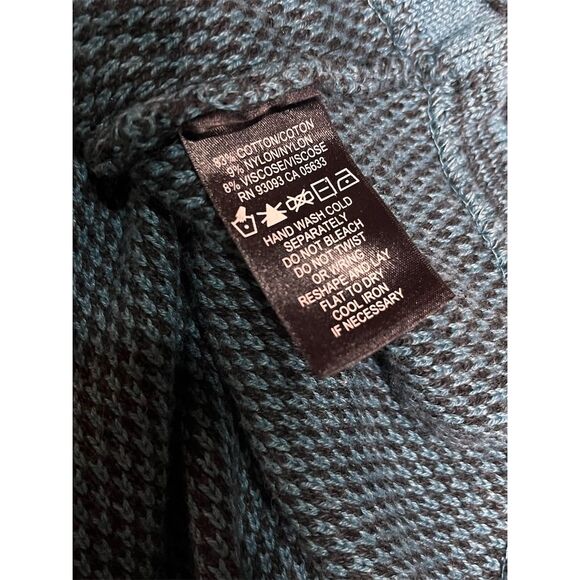 83% COTTON/COTON
9% NYLON/NYLON
8% VISCOSE/VISCOSE
RN 93093 CA 05633
HAND WASH COLD
SEPARATELY
DO NOT BLEACH
DO NOT TWIST
OR WRING
RESHAPE AND LAY
FLAT TO DRY
COOL IRON
IF NECESSARY